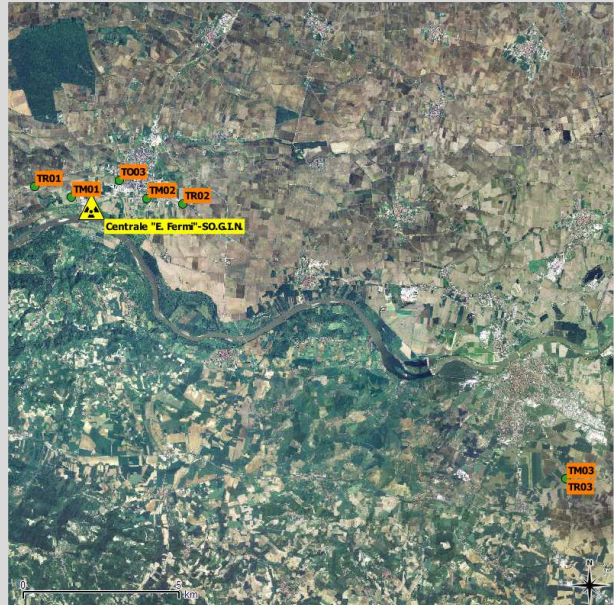 TO03
TR01
TM01
TM02
TR02
Centrale "E. Fermi"-SO.G.I.N.
TM03
TR03
N
0
5
km